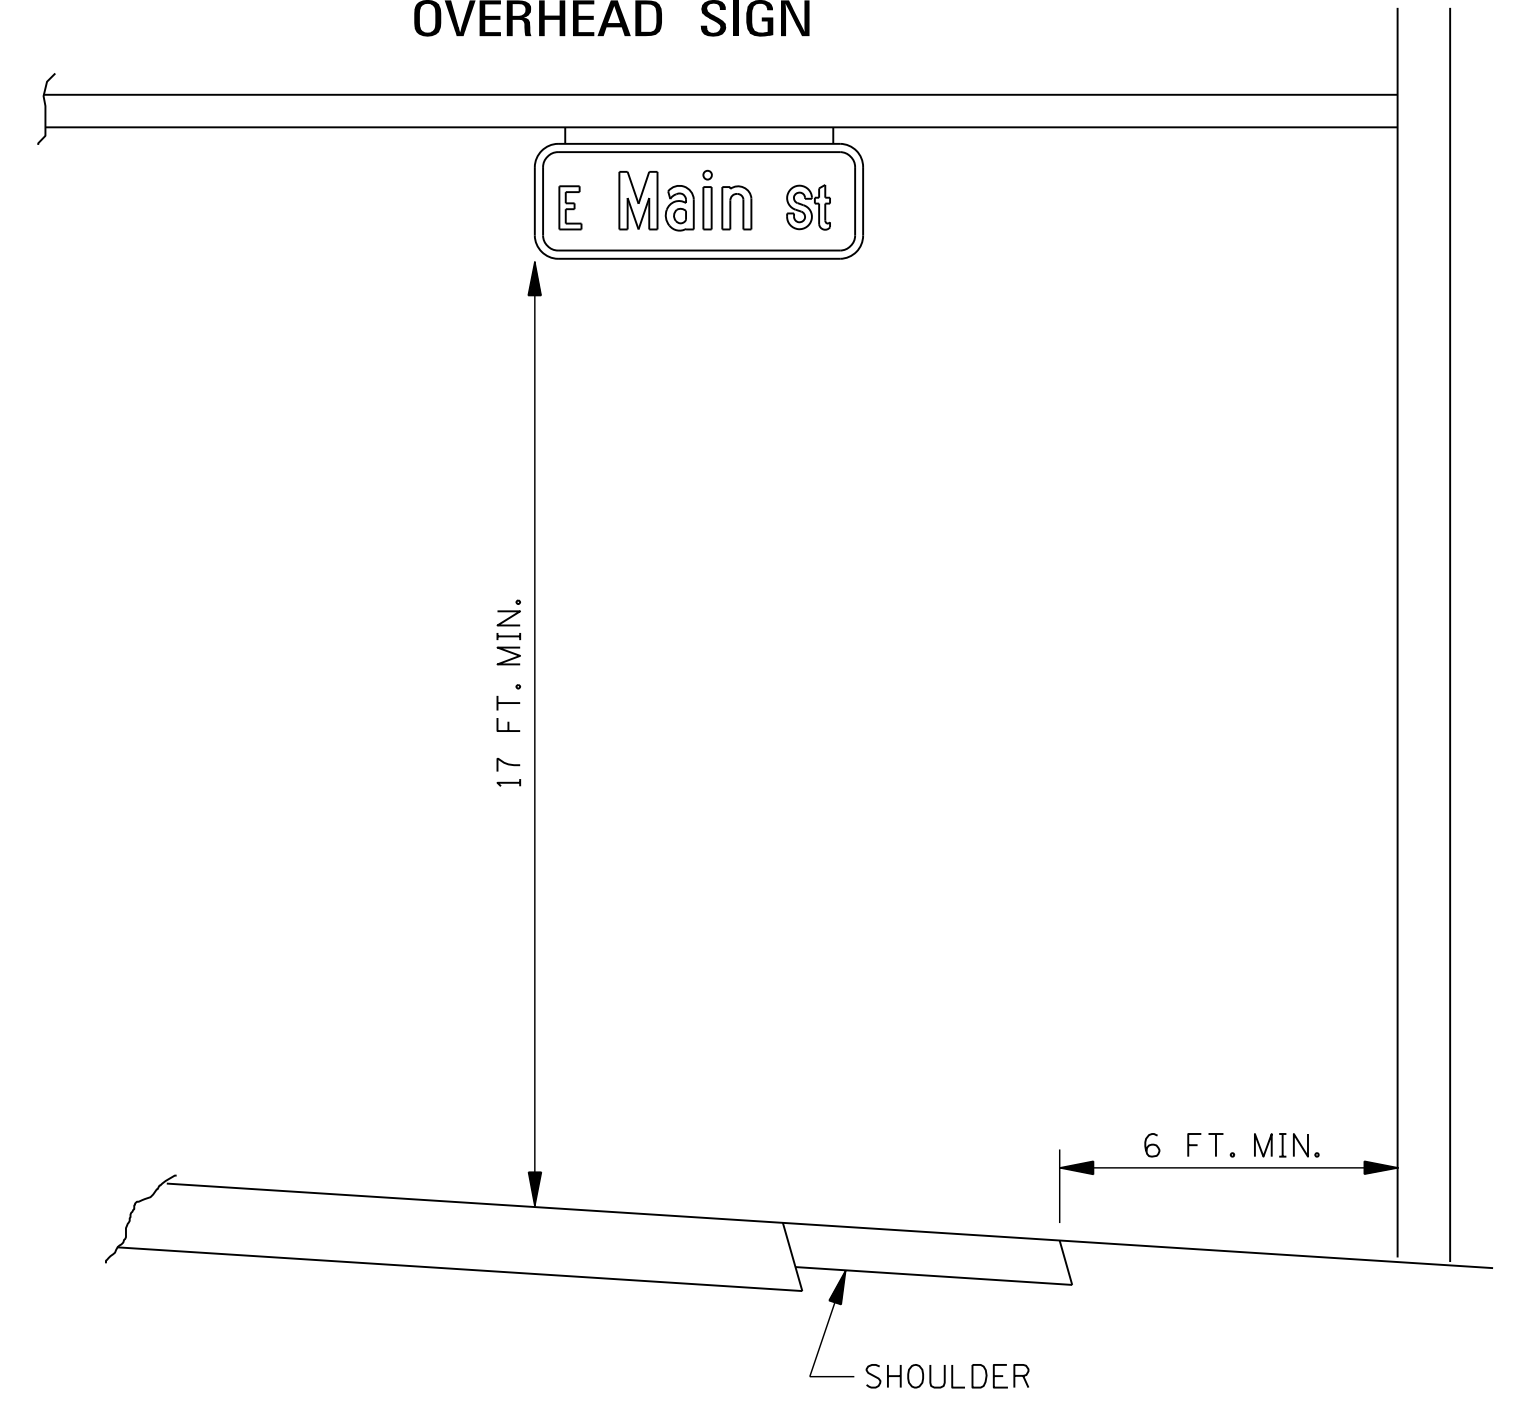 OVERHEAD SIGN
E Main St
17 FT. MIN.
6 FT. MIN.
SHOULDER